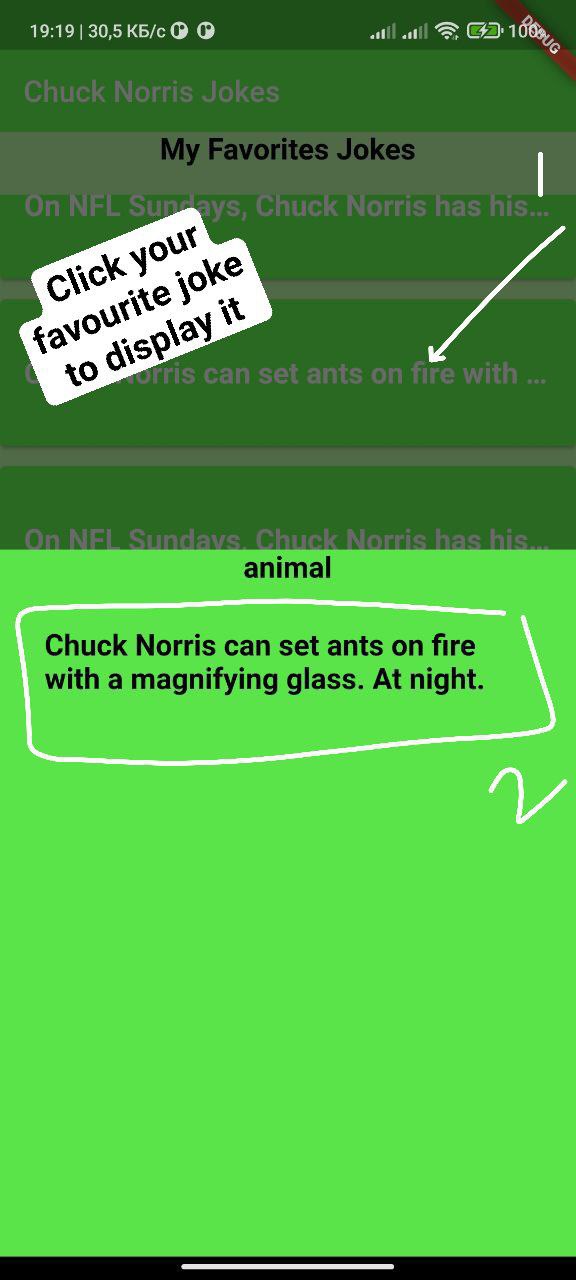 19:19 | 30,5 КБ/с
100
DEBUG
Chuck Norris Jokes
My Favorites Jokes
1
On NFL Sundays, Chuck Norris has his...
Click your
favourite joke
to display it
Norris can set ants on fire with ...
On NFL Sundays, Chuck Norris has his...
animal
Chuck Norris can set ants on fire
with a magnifying glass. At night.
2